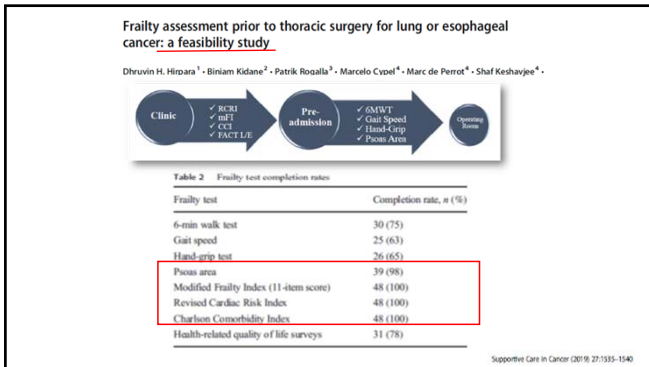 Frailty assessment prior to thoracic surgery for lung or esophageal
cancer: a feasibility study
Dhruvin H. Hirpara¹ · Biniam Kidane² · Patrik Rogalla³ · Marcelo Cypel⁴ · Marc de Perrot⁴ · Shaf Keshavjee⁴ ·
Clinic
✓ RCRI
✓ mFI
✓ CCI
✓ FACT L/E
Pre-
admission
✓ 6MWT
✓ Gait Speed
✓ Hand-Grip
✓ Psoas Area
Operating
Room
Table 2 Frailty test completion rates
Frailty test Completion rate, n (%)
6-min walk test 30 (75)
Gait speed 25 (63)
Hand-grip test 26 (65)
Psoas area 39 (98)
Modified Frailty Index (11-item score) 48 (100)
Revised Cardiac Risk Index 48 (100)
Charlson Comorbidity Index 48 (100)
Health-related quality of life surveys 31 (78)
Supportive Care in Cancer (2019) 27:1535–1540